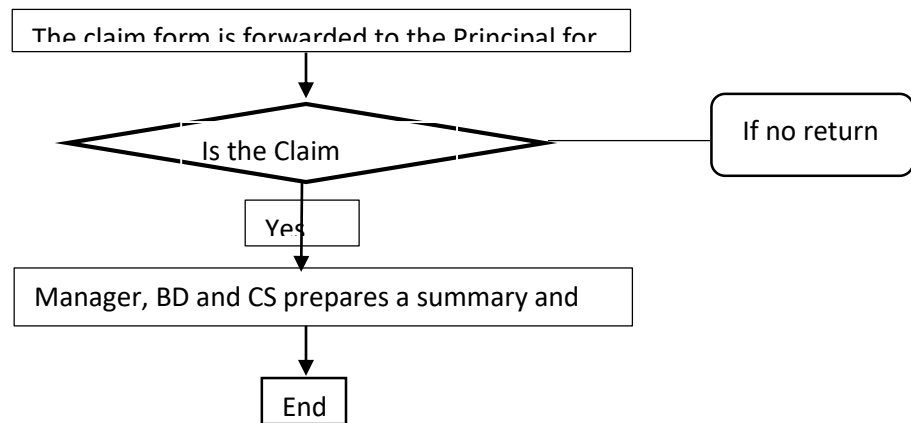 The claim form is forwarded to the Principal for
Is the Claim
If no return
Yes
Manager, BD and CS prepares a summary and
End